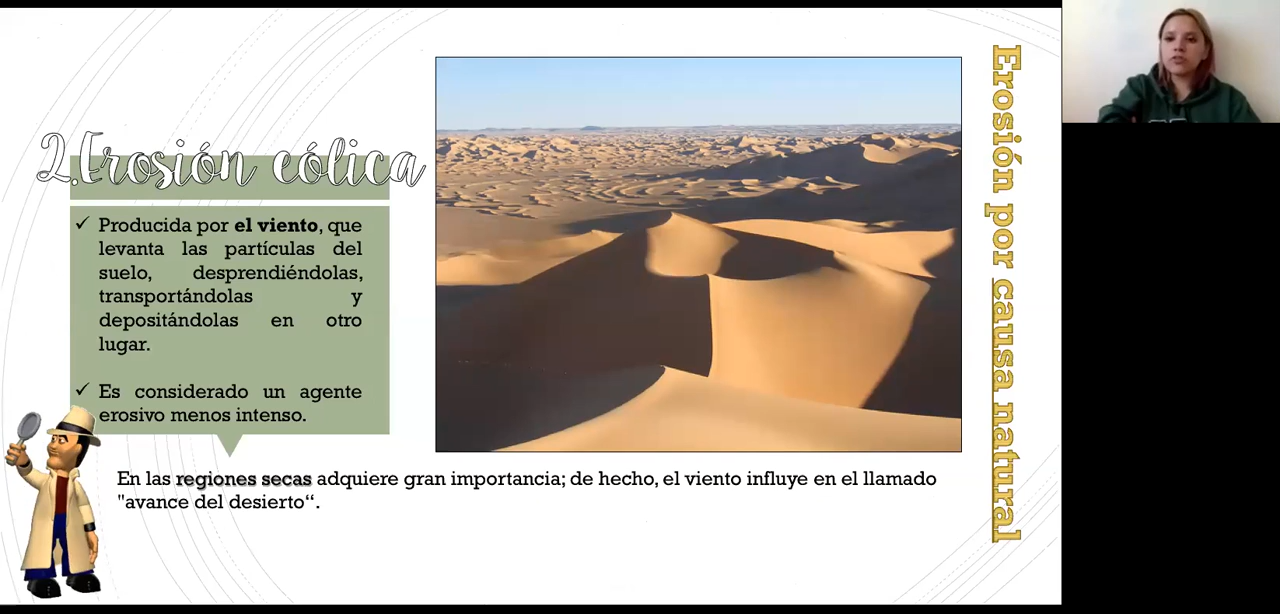 2.Erosión eólica
✓ Producida por el viento, que
levanta las partículas del
suelo, desprendiéndolas,
transportándolas y
depositándolas en otro
lugar.
✓ Es considerado un agente
erosivo menos intenso.
En las regiones secas adquiere gran importancia; de hecho, el viento influye en el llamado
"avance del desierto“.
Erosión por causa natural